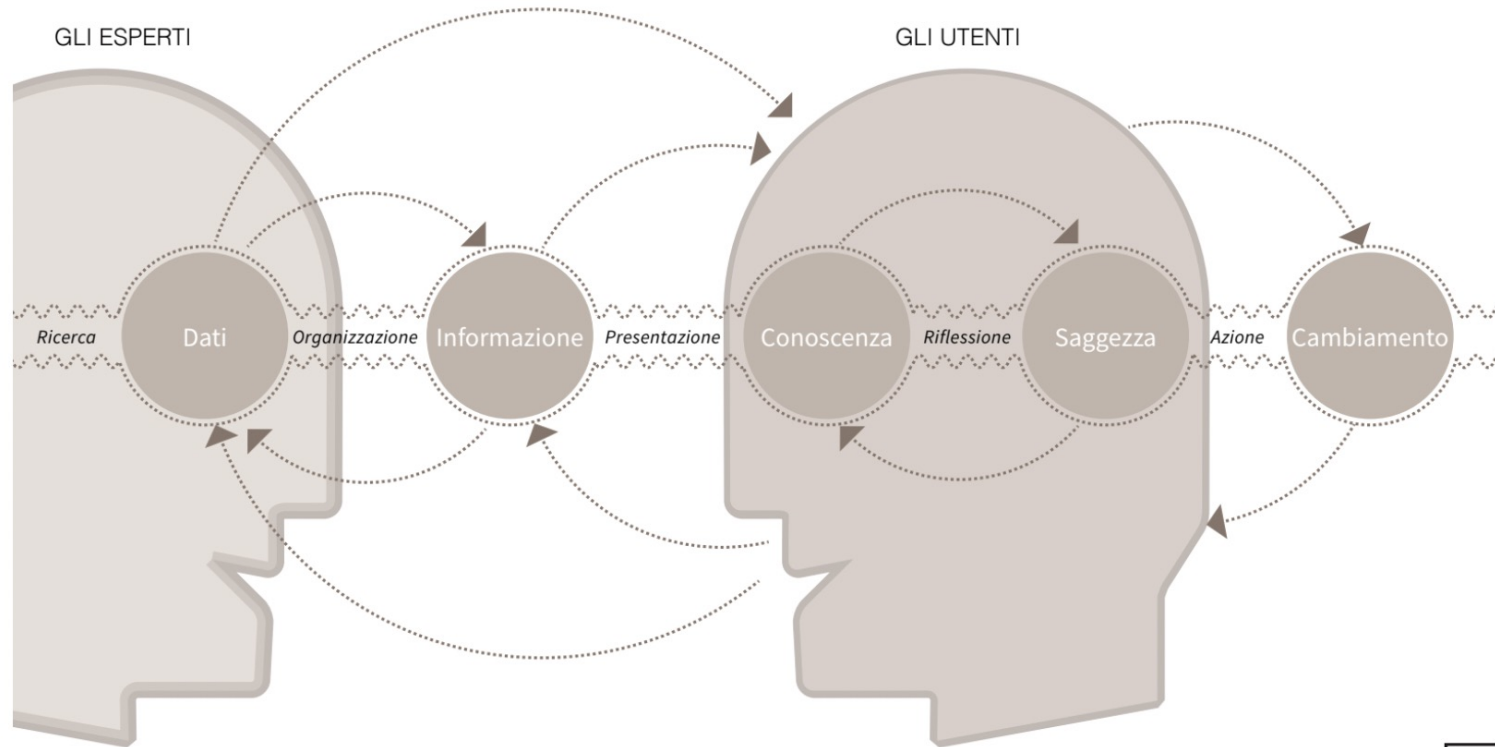 GLI ESPERTI
GLI UTENTI
Ricerca
Dati
Organizzazione
Informazione
Presentazione
Conoscenza
Riflessione
Saggezza
Azione
Cambiamento